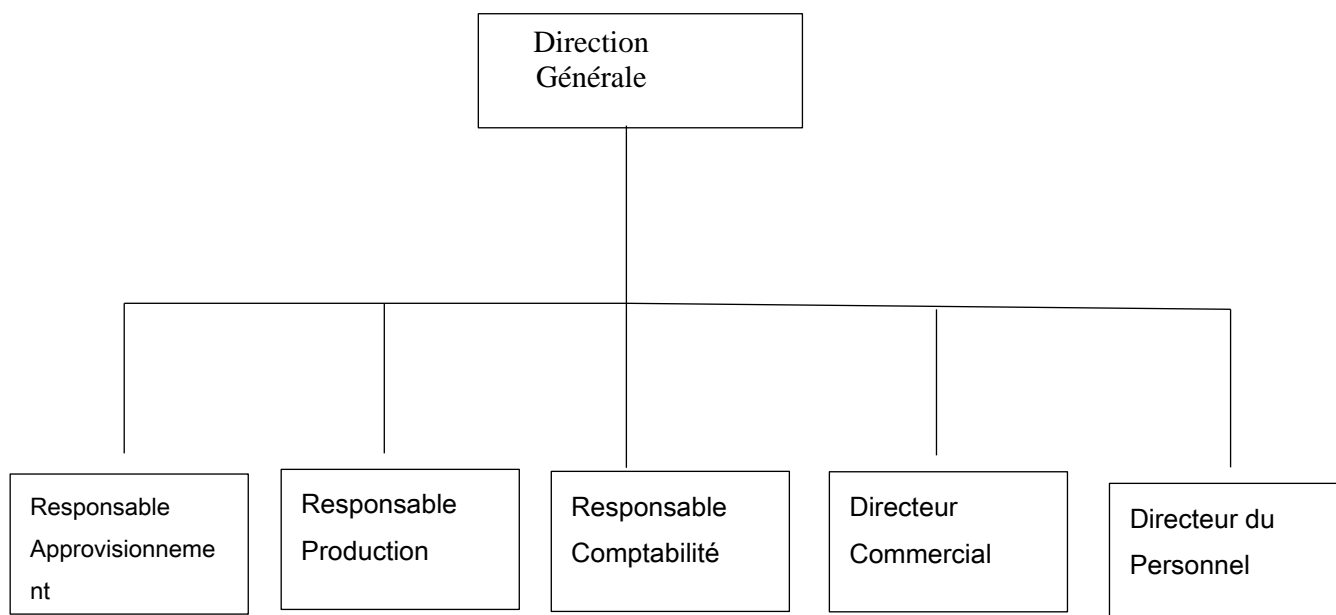 Direction
Générale
Responsable
Approvisionneme
nt
Responsable
Production
Responsable
Comptabilité
Directeur
Commercial
Directeur du
Personnel